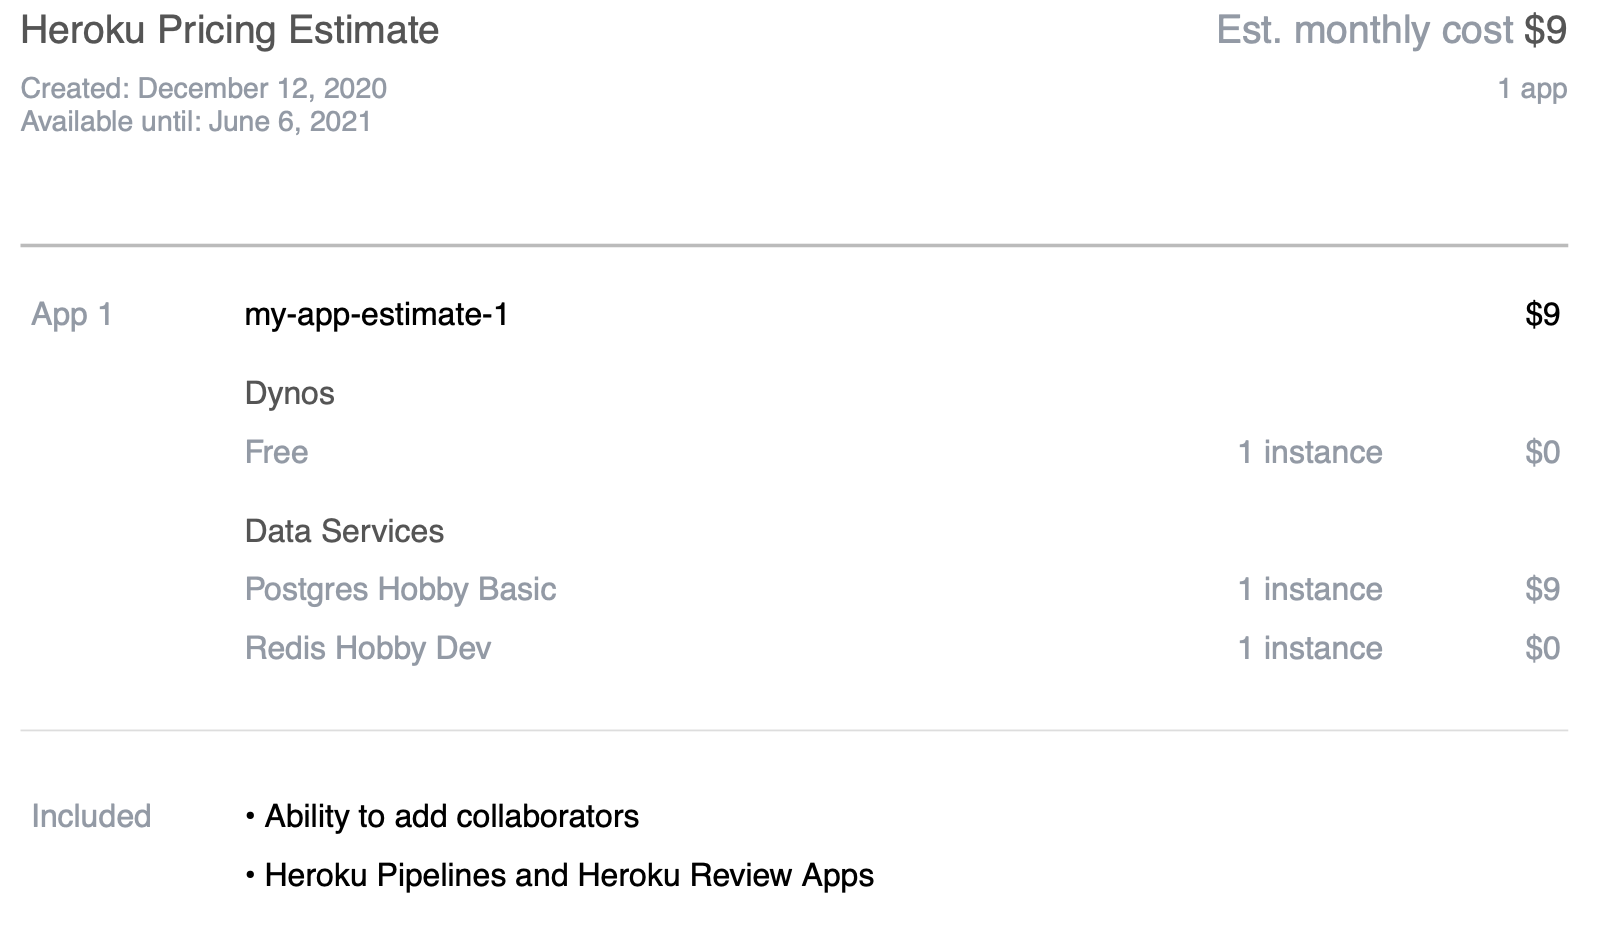 Heroku Pricing Estimate Est. monthly cost $9
Created: December 12, 2020 1 app
Available until: June 6, 2021
App 1 my-app-estimate-1 $9
Dynos
Free 1 instance $0
Data Services
Postgres Hobby Basic 1 instance $9
Redis Hobby Dev 1 instance $0
Included • Ability to add collaborators
• Heroku Pipelines and Heroku Review Apps